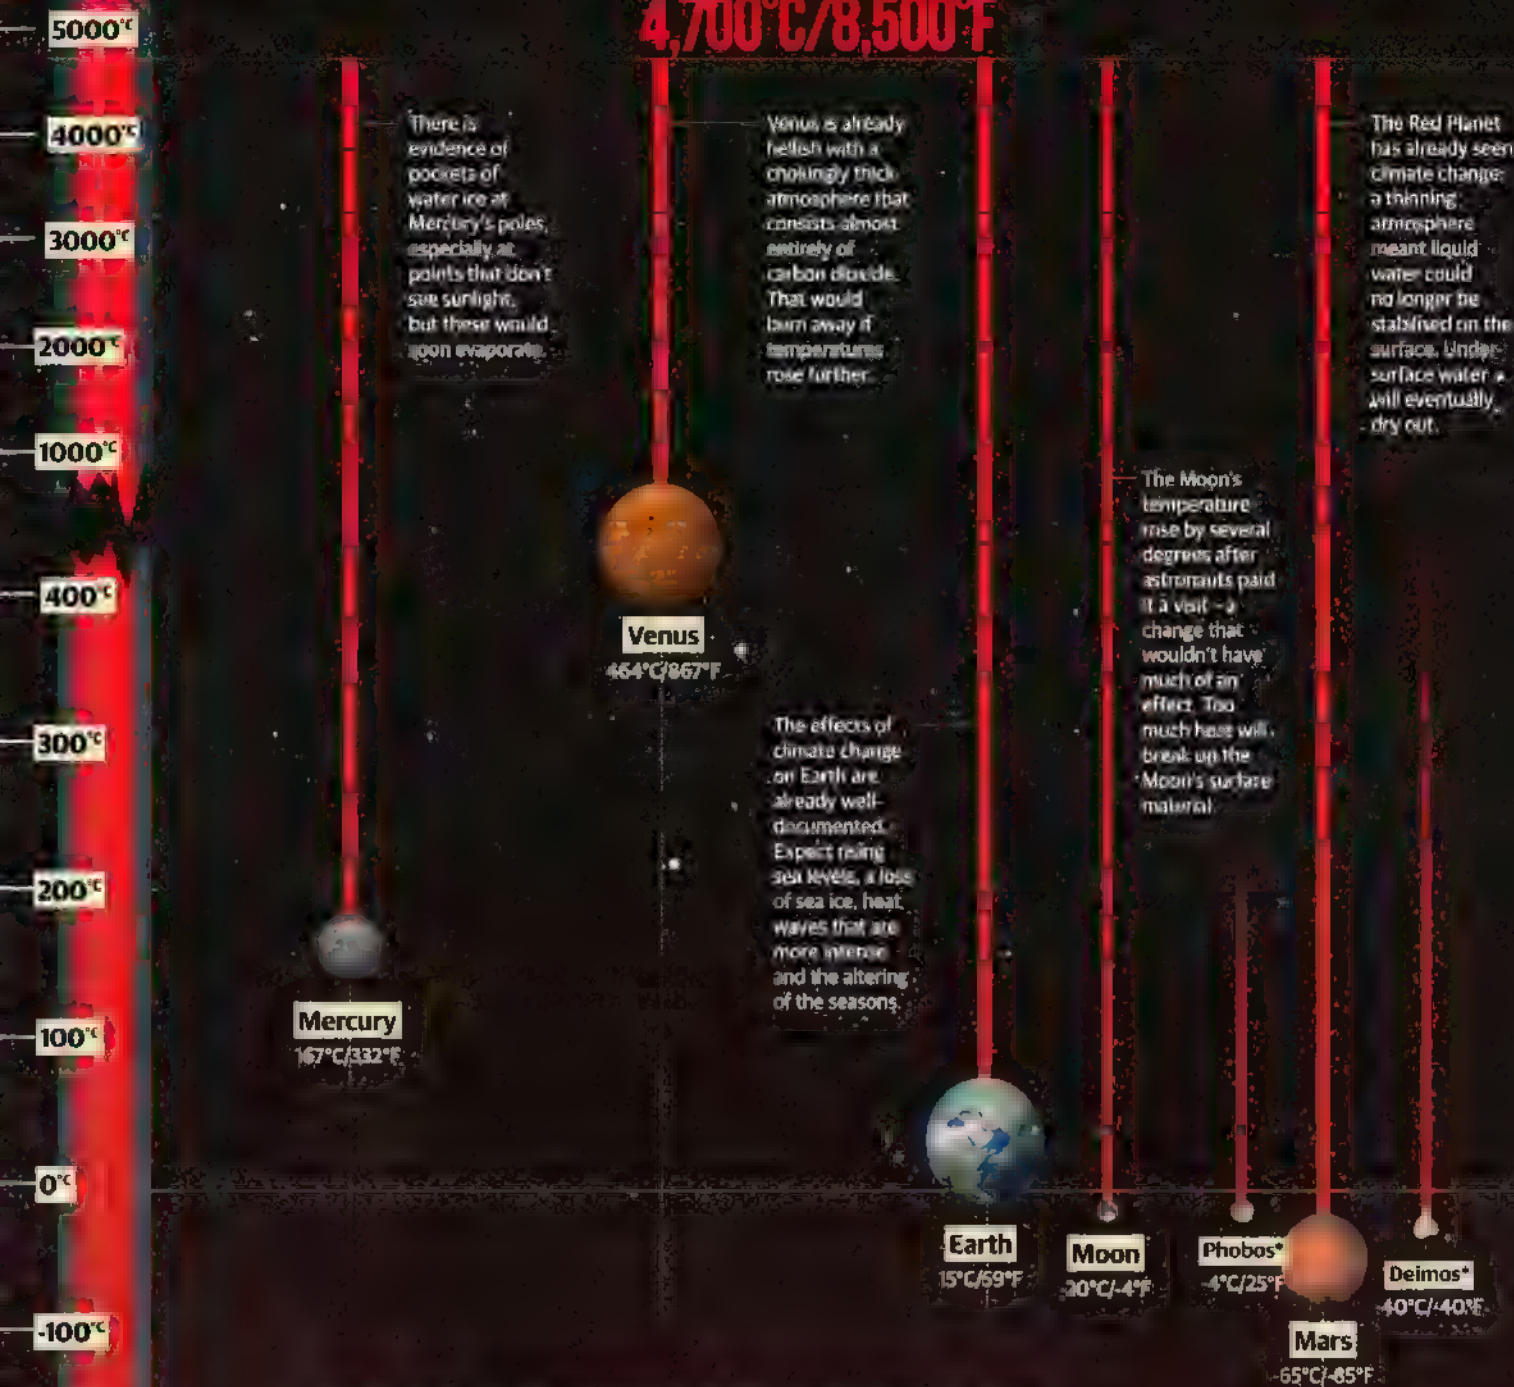 4,700°C/8,500°F
5000°C
4000°C
3000°C
2000°C
1000°C
400°C
300°C
200°C
100°C
0°C
-100°C
There is
evidence of
pockets of
water ice at
Mercury's poles,
especially at
points that don't
see sunlight,
but these would
soon evaporate.
Mercury
167°C/332°F
Venus is already
hellish with a
chokingly thick
atmosphere that
consists almost
entirely of
carbon dioxide.
That would
burn away if
temperatures
rose further.
Venus
464°C/867°F
The effects of
climate change
on Earth are
already well-
documented.
Expect rising
sea levels, a loss
of sea ice, heat
waves that are
more intense
and the altering
of the seasons.
Earth
15°C/59°F
The Moon's
temperature
rose by several
degrees after
astronauts paid
it a visit – a
change that
wouldn't have
much of an
effect. Too
much heat will
break up the
Moon's surface
material.
Moon
-20°C/-4°F
Phobos*
-4°C/25°F
The Red Planet
has already seen
climate change:
a thinning
atmosphere
meant liquid
water could
no longer be
stabilised on the
surface. Under-
surface water
will eventually
dry out.
Mars
-65°C/-85°F
Deimos*
-40°C/-40°F